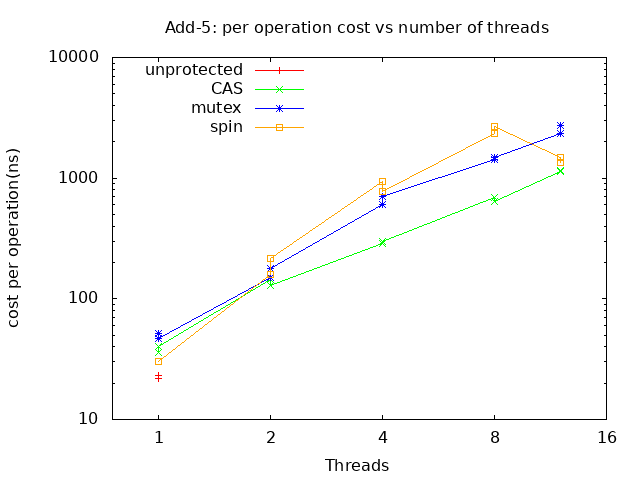 Add-5: per operation cost vs number of threads
10000
unprotected
CAS
mutex
spin
1000
cost per operation(ns)
100
10
1 2 4 8 16
Threads